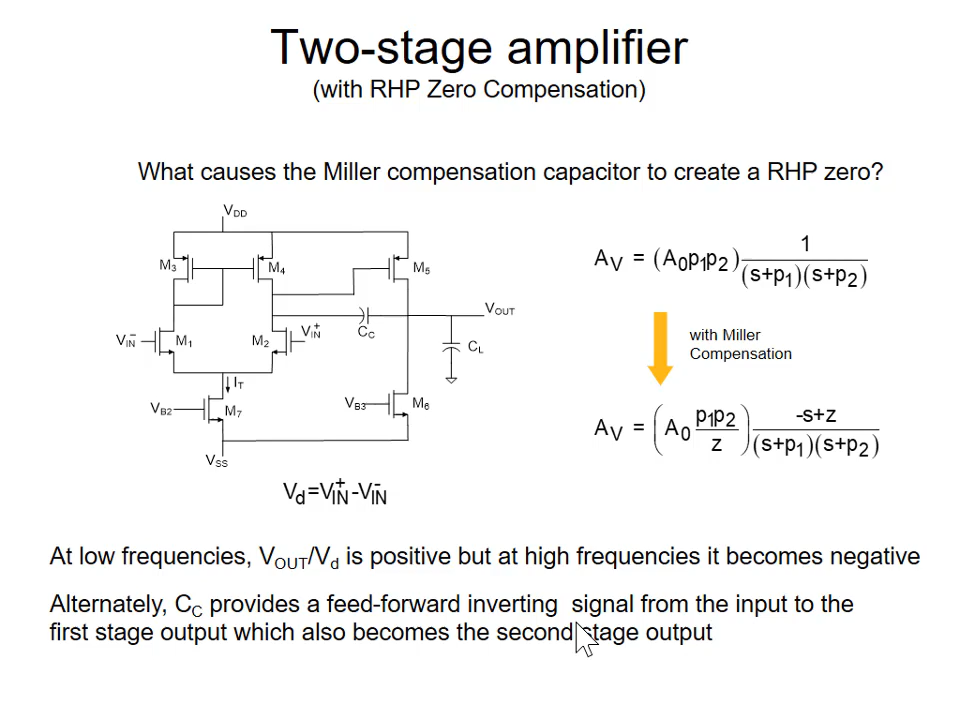 Two-stage amplifier
(with RHP Zero Compensation)
What causes the Miller compensation capacitor to create a RHP zero?
VDD
M3
M4
M5
VIN−
M1
M2
VIN+
CC
VOUT
CL
IT
VB2
M7
VB3
M6
VSS
Vd=VIN+-VIN−
AV = (A0p1p2) 1/((s+p1)(s+p2))
with Miller
Compensation
AV = (A0 p1p2/z) (-s+z)/((s+p1)(s+p2))
At low frequencies, VOUT/Vd is positive but at high frequencies it becomes negative
Alternately, CC provides a feed-forward inverting signal from the input to the
first stage output which also becomes the second stage output